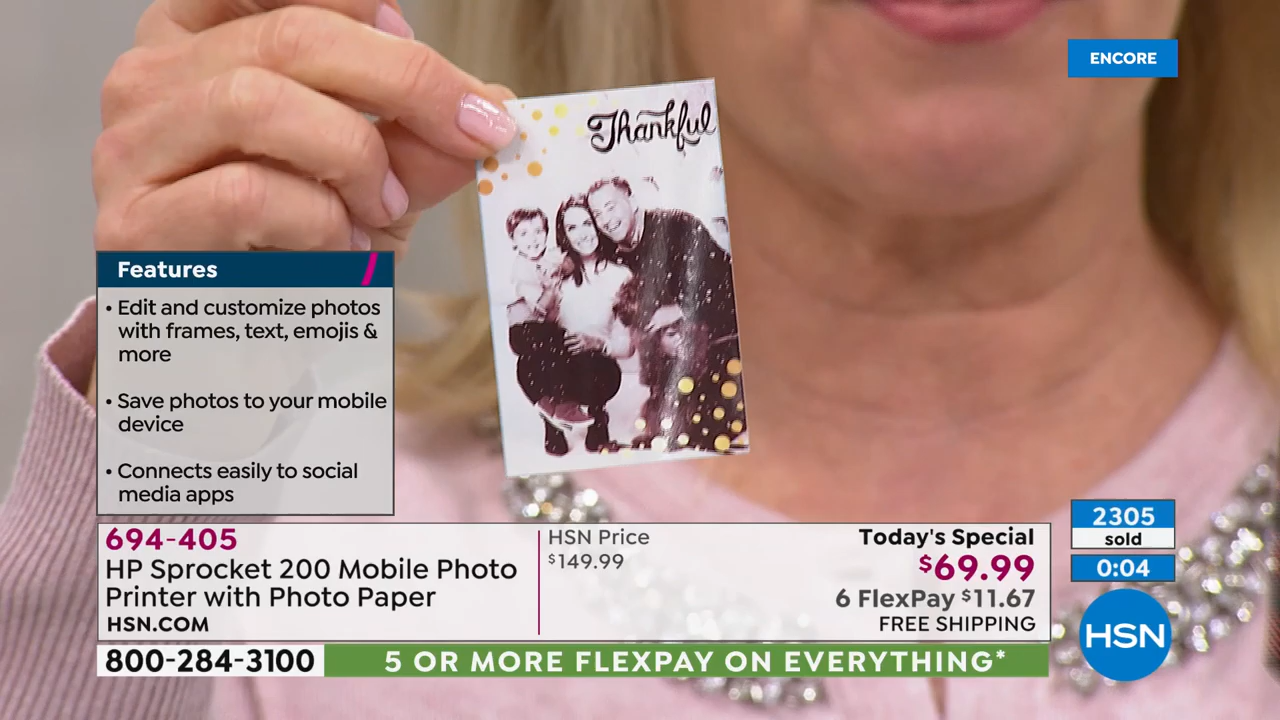 ENCORE
Thankful
Features
• Edit and customize photos
with frames, text, emojis &
more
• Save photos to your mobile
device
• Connects easily to social
media apps
694-405
HP Sprocket 200 Mobile Photo
Printer with Photo Paper
HSN.COM
HSN Price
$149.99
Today's Special
$69.99
6 FlexPay $11.67
FREE SHIPPING
2305
sold
0:04
HSN
800-284-3100
5 OR MORE FLEXPAY ON EVERYTHING*